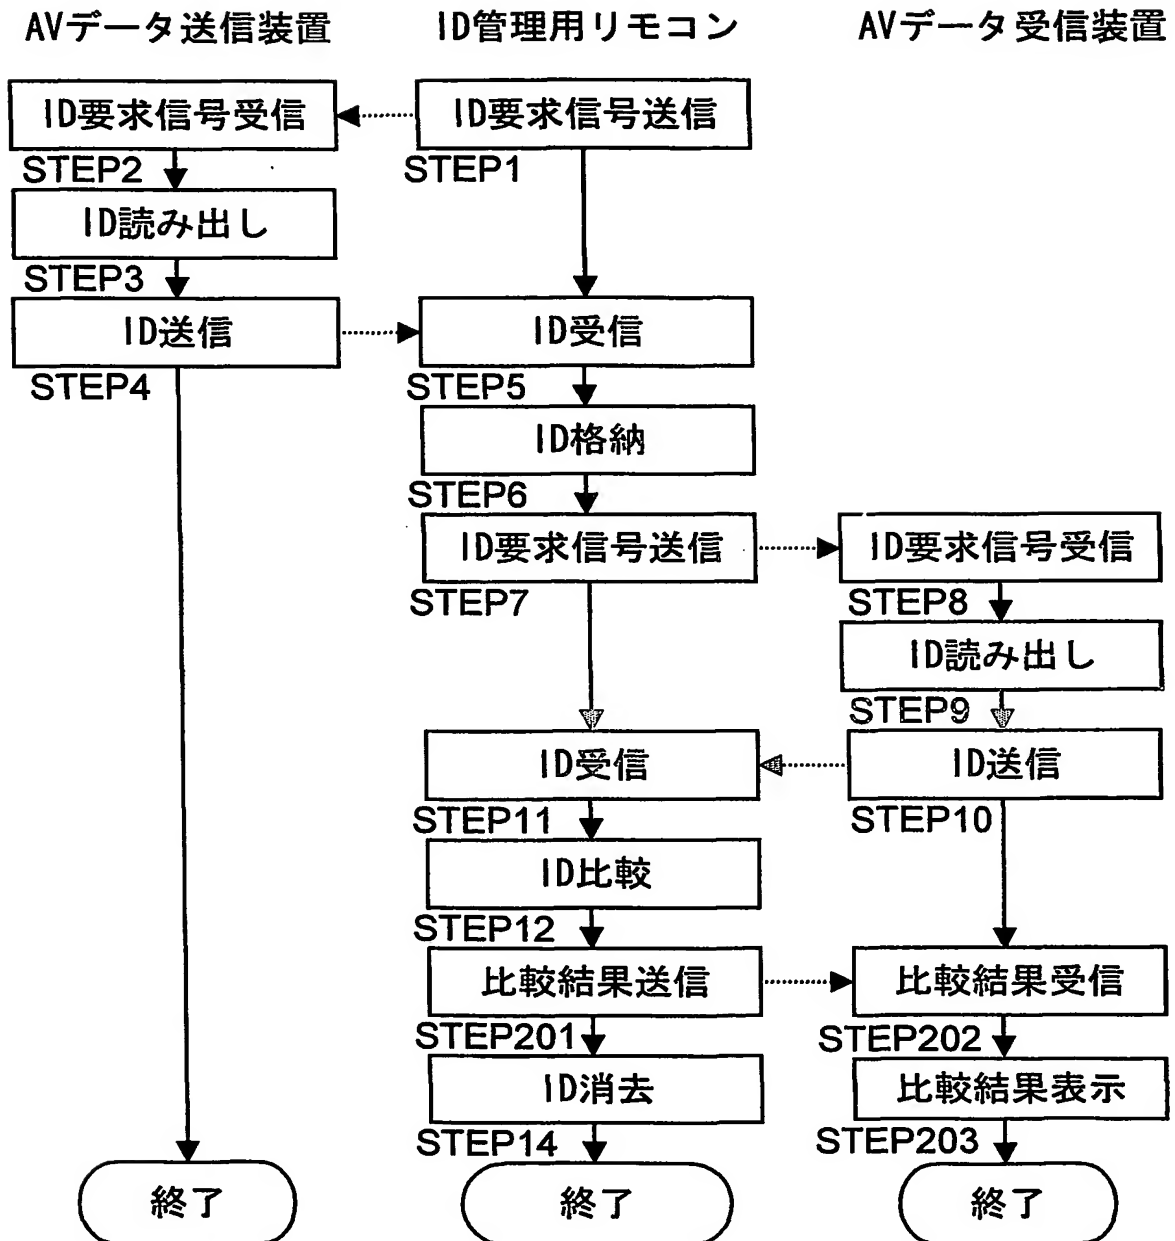 AVデータ送信装置
ID管理用リモコン
AVデータ受信装置
ID要求信号受信
ID要求信号送信
STEP2
STEP1
ID読み出し
STEP3
ID送信
ID受信
STEP4
STEP5
ID格納
STEP6
ID要求信号送信
ID要求信号受信
STEP7
STEP8
ID読み出し
STEP9
ID受信
ID送信
STEP11
STEP10
ID比較
STEP12
比較結果送信
比較結果受信
STEP201
STEP202
ID消去
比較結果表示
STEP14
STEP203
終了
終了
終了